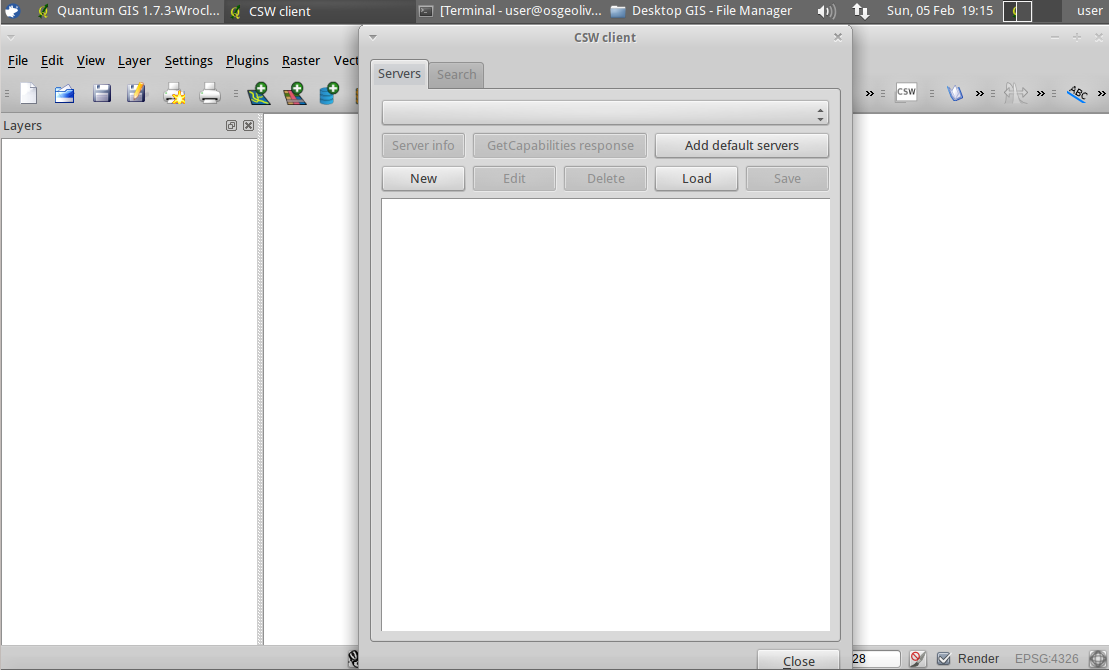 Quantum GIS 1.7.3-Wrocl... CSW client [Terminal - user@osgeoliv... Desktop GIS - File Manager Sun, 05 Feb 19:15 user
CSW client
File Edit View Layer Settings Plugins Raster Vect
Servers Search
CSW
ABC
Layers
Server info GetCapabilities response Add default servers
New Edit Delete Load Save
Close
28 Render EPSG:4326